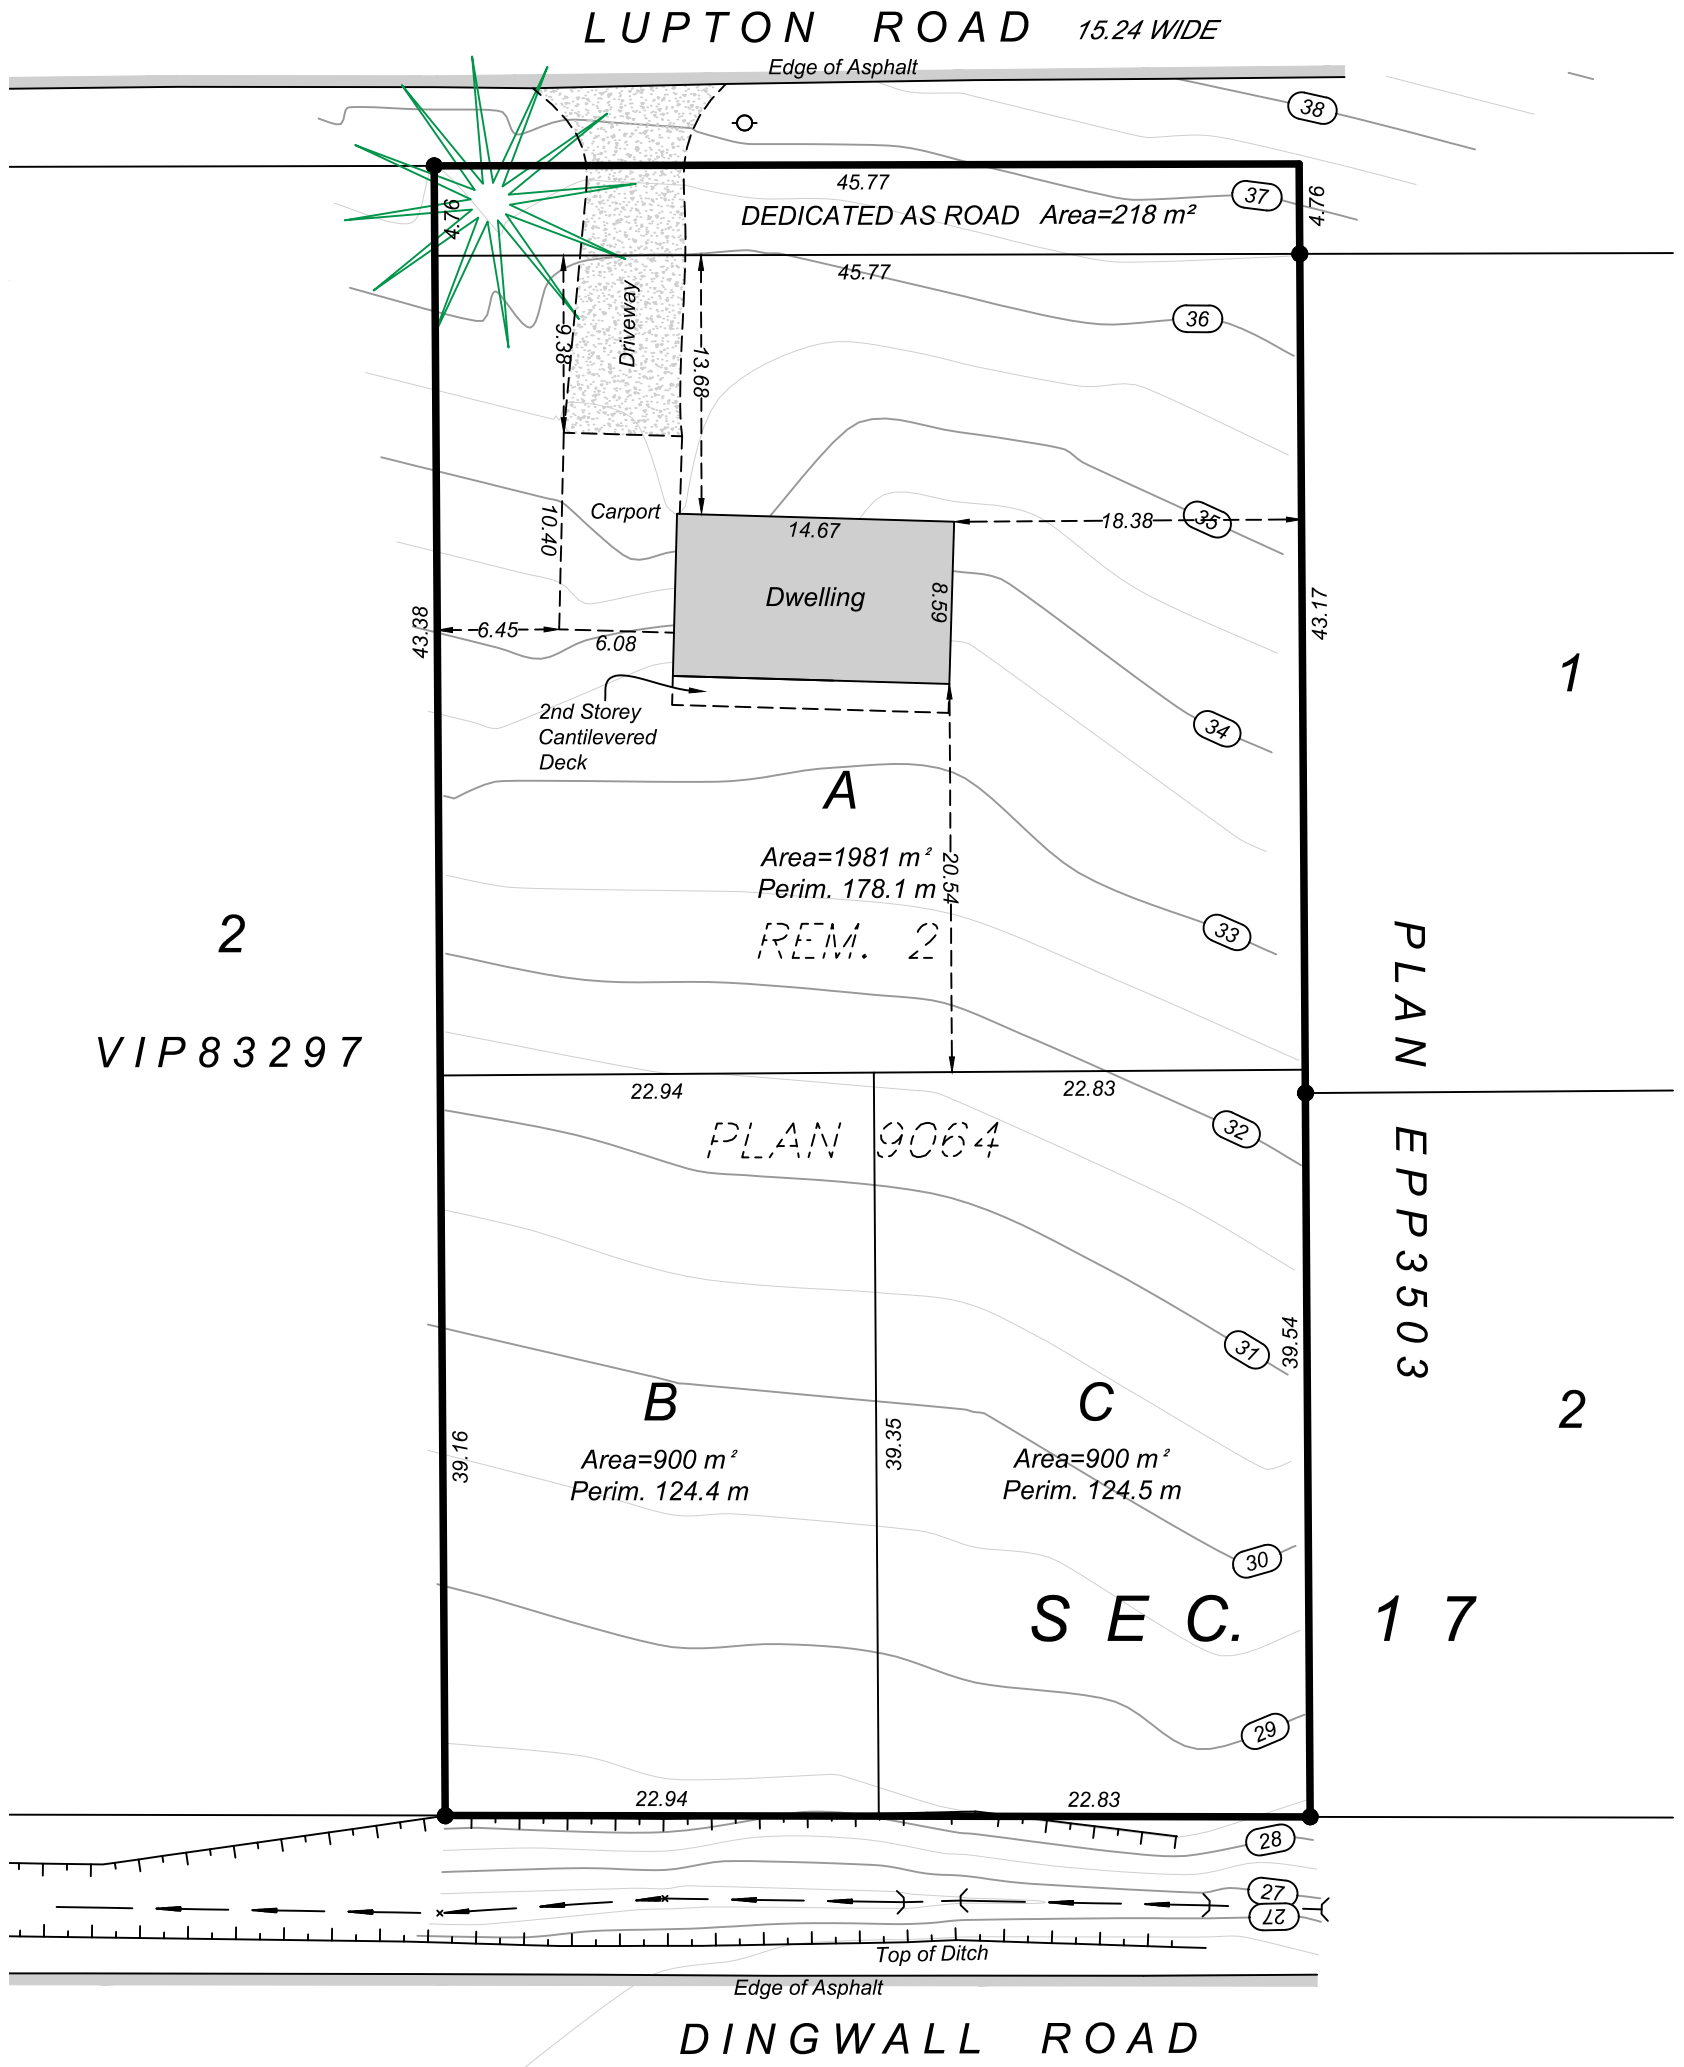 LUPTON ROAD 15.24 WIDE
Edge of Asphalt
38
45.77
37
4.76
4.76
DEDICATED AS ROAD Area=218 m²
45.77
Driveway
36
9.38
13.68
Carport
10.40
14.67
18.38
35
Dwelling
8.59
43.38
43.17
6.45
6.08
1
2nd Storey
Cantilevered
Deck
34
A
Area=1981 m²
Perim. 178.1 m
20.54
REM. 2
33
2
VIP83297
PLAN EPP3503
22.94
22.83
PLAN 9064
32
31
39.54
B
C
2
39.16
39.35
Area=900 m²
Perim. 124.4 m
Area=900 m²
Perim. 124.5 m
30
SEC. 17
29
22.94
22.83
28
27
27
Top of Ditch
Edge of Asphalt
DINGWALL ROAD